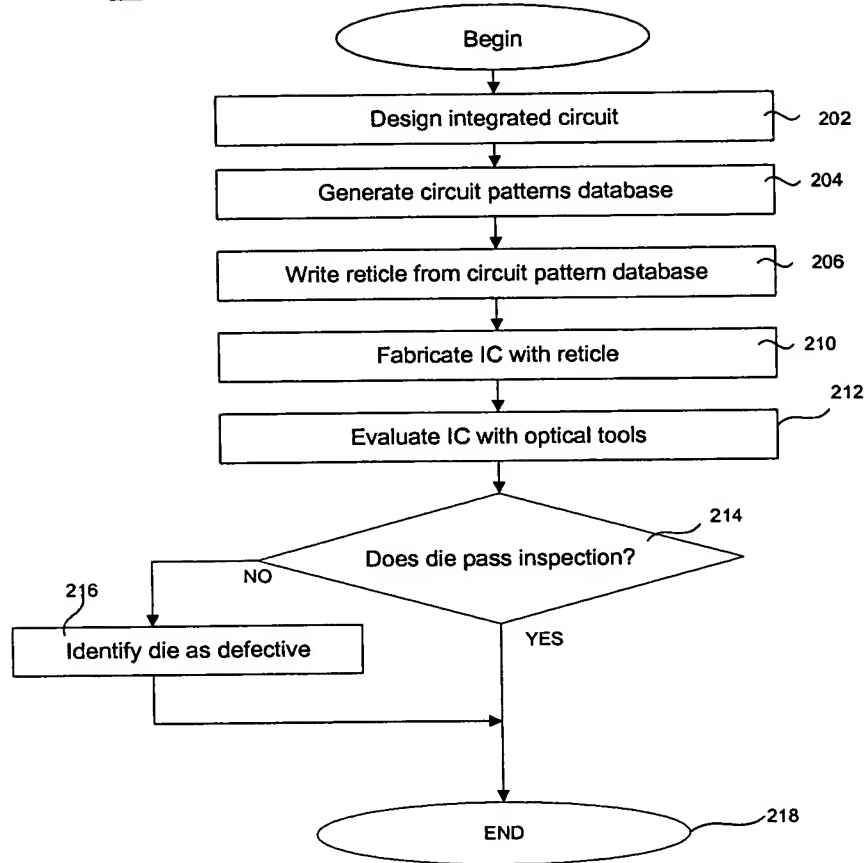 Begin
Design integrated circuit
202
Generate circuit patterns database
204
Write reticle from circuit pattern database
206
Fabricate IC with reticle
210
Evaluate IC with optical tools
212
Does die pass inspection?
214
NO
YES
216
Identify die as defective
END
218